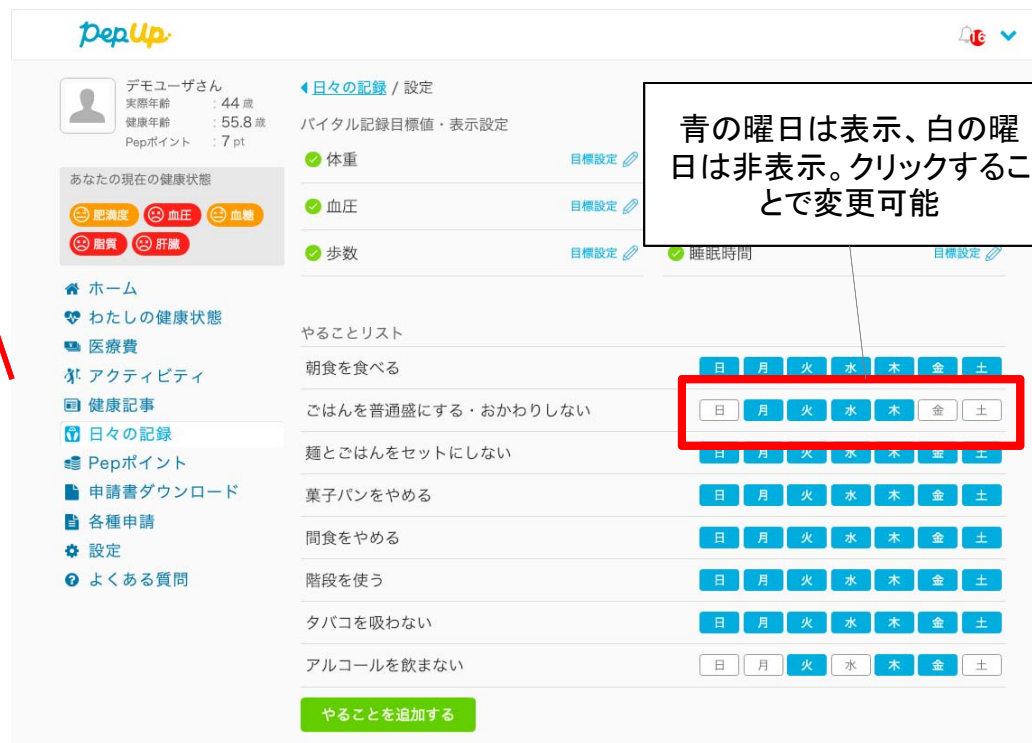 PepUp
16
デモユーザさん
実際年齢 : 44 歳
健康年齢 : 55.8 歳
Pepポイント : 7 pt
あなたの現在の健康状態
肥満度 血圧 血糖
脂質 肝臓
ホーム
わたしの健康状態
医療費
アクティビティ
健康記事
日々の記録
Pepポイント
申請書ダウンロード
各種申請
設定
よくある質問
日々の記録 / 設定
バイタル記録目標値・表示設定
体重 目標設定
血圧 目標設定
歩数 目標設定
睡眠時間 目標設定
青の曜日は表示、白の曜
日は非表示。クリックするこ
とで変更可能
やることリスト
朝食を食べる 日 月 火 水 木 金 土
ごはんを普通盛にする・おかわりしない 日 月 火 水 木 金 土
麺とごはんをセットにしない 日 月 火 水 木 金 土
菓子パンをやめる 日 月 火 水 木 金 土
間食をやめる 日 月 火 水 木 金 土
階段を使う 日 月 火 水 木 金 土
タバコを吸わない 日 月 火 水 木 金 土
アルコールを飲まない 日 月 火 水 木 金 土
やることを追加する